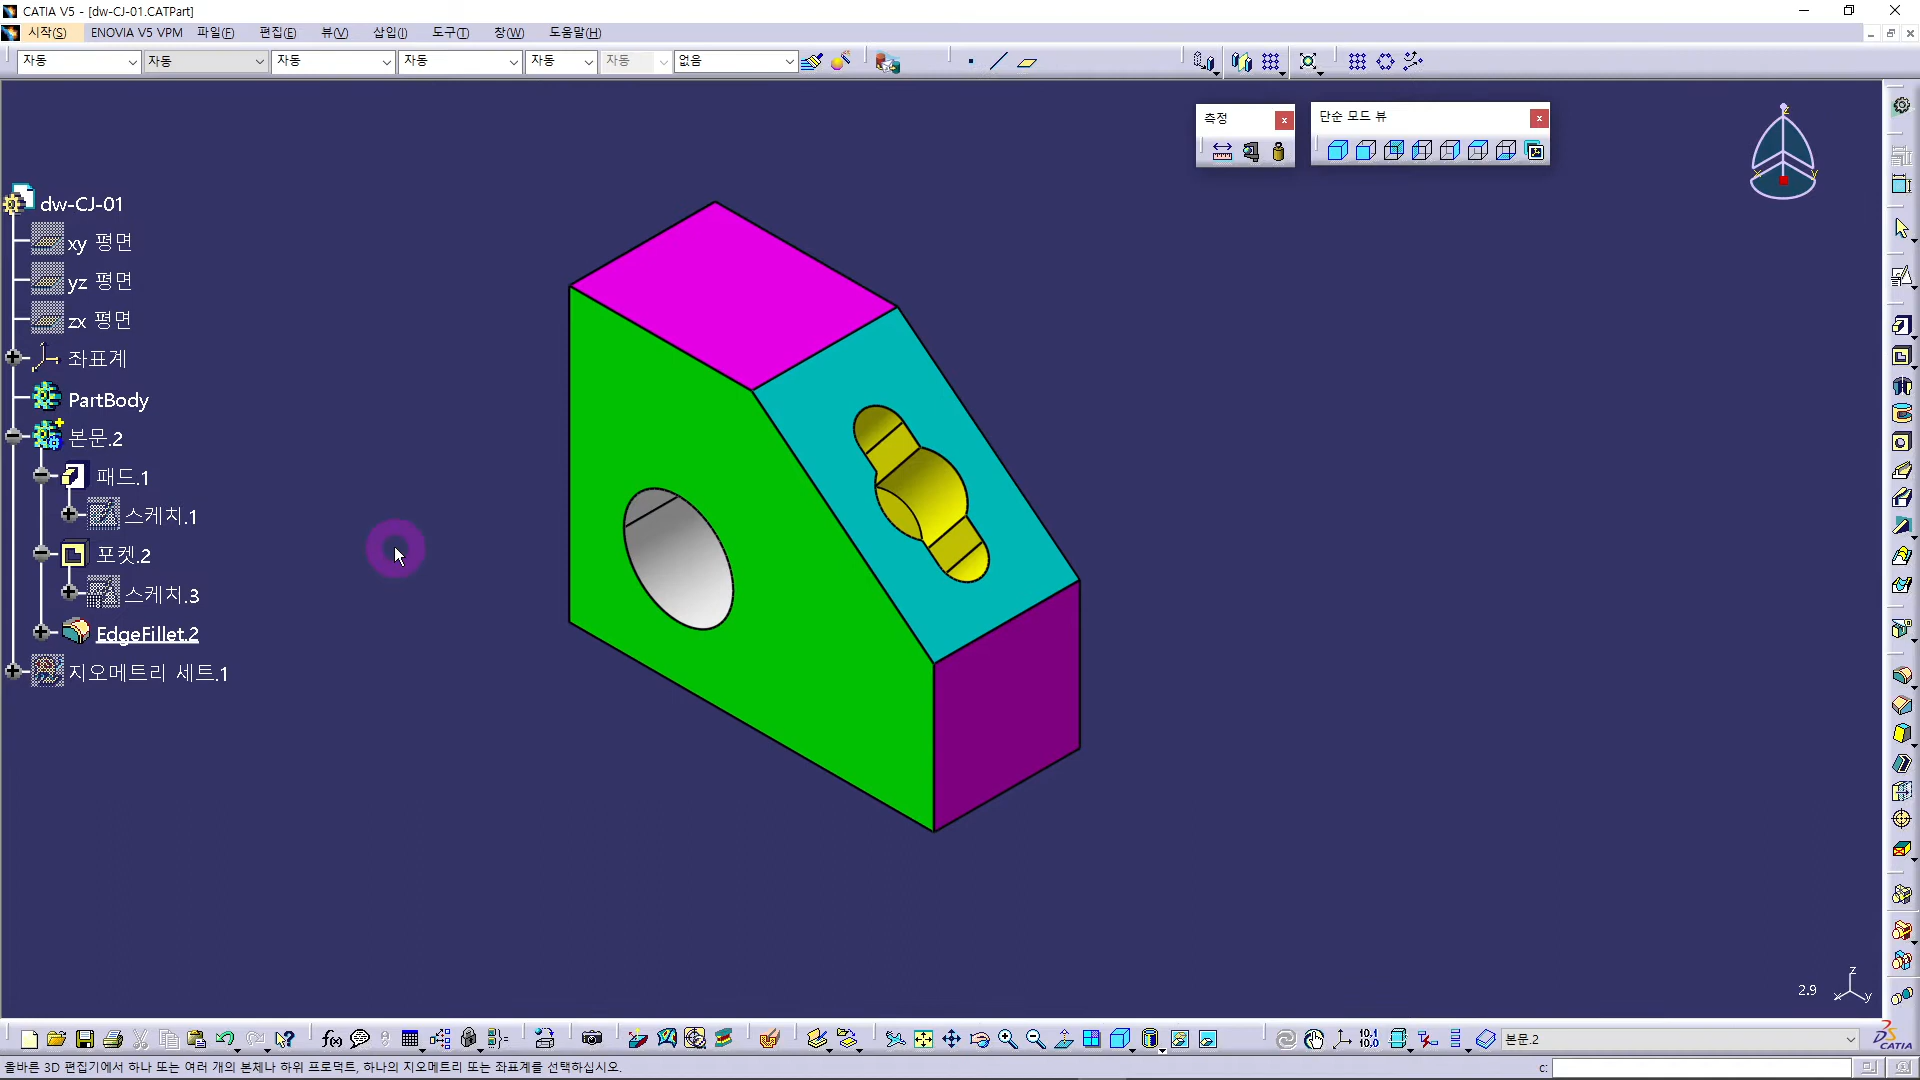 CATIA V5 - [dw-CJ-01.CATPart]
시작(S) ENOVIA V5 VPM 파일(F) 편집(E) 뷰(V) 삽입(I) 도구(T) 창(W) 도움말(H)
자동 자동 자동 자동 자동 자동 없음
측정 단순 모드 뷰
z
x y
dw-CJ-01
xy 평면
yz 평면
zx 평면
좌표계
PartBody
본문.2
패드.1
스케치.1
포켓.2
스케치.3
EdgeFillet.2
지오메트리 세트.1
2.9
z
x y
f(x) 10.1 10.0 본문.2 CATIA
올바른 3D 편집기에서 하나 또는 여러 개의 본체나 하위 프로덕트, 하나의 지오메트리 또는 좌표계를 선택하십시오. c: